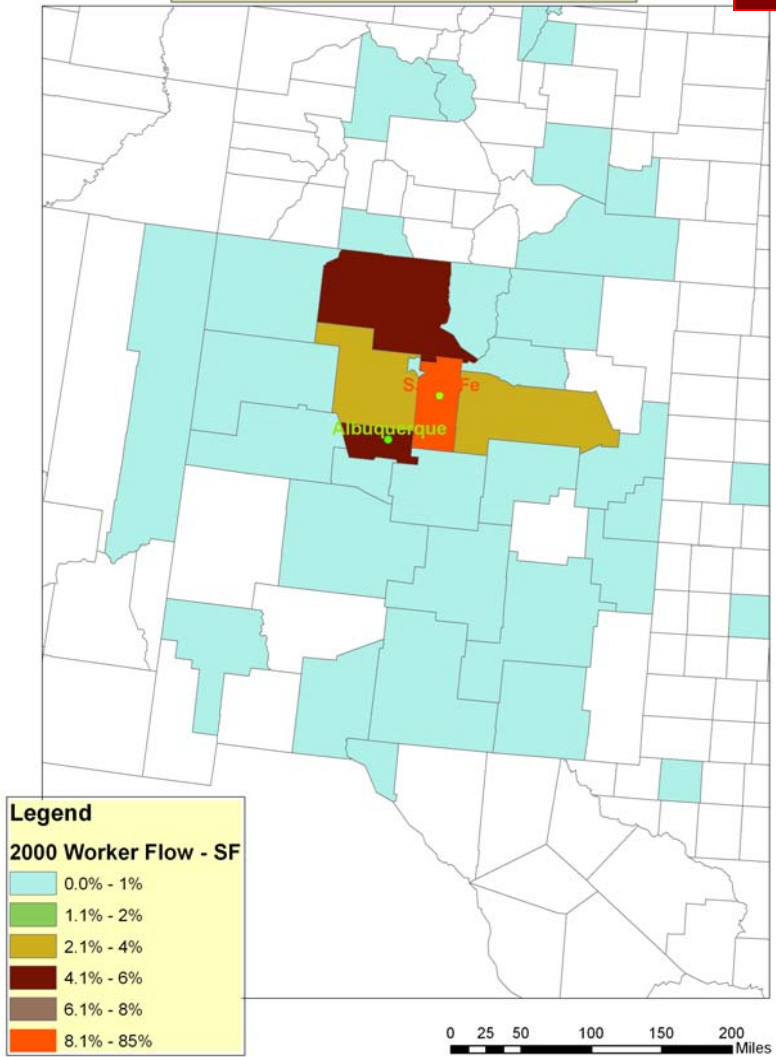 Fe
Albuquerque
Legend
2000 Worker Flow - SF
0.0% - 1%
1.1% - 2%
2.1% - 4%
4.1% - 6%
6.1% - 8%
8.1% - 85%
0 25 50 100 150 200
Miles